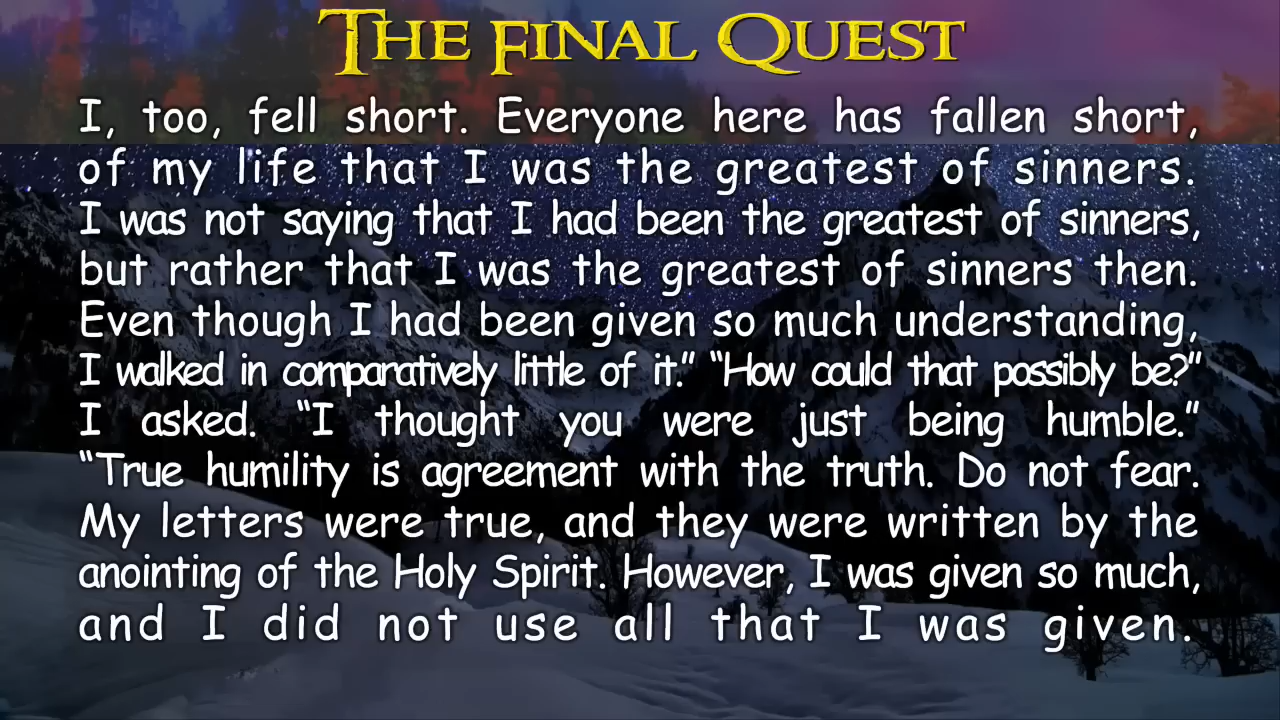 THE FINAL QUEST
I, too, fell short. Everyone here has fallen short,
of my life that I was the greatest of sinners.
I was not saying that I had been the greatest of sinners,
but rather that I was the greatest of sinners then.
Even though I had been given so much understanding,
I walked in comparatively little of it.” “How could that possibly be?”
I asked. “I thought you were just being humble.”
“True humility is agreement with the truth. Do not fear.
My letters were true, and they were written by the
anointing of the Holy Spirit. However, I was given so much,
and I did not use all that I was given.